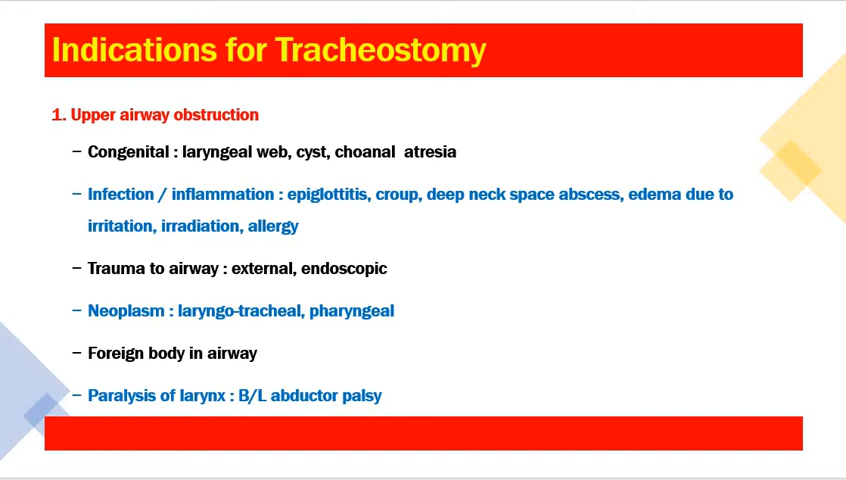 Indications for Tracheostomy
1. Upper airway obstruction
– Congenital : laryngeal web, cyst, choanal atresia
– Infection / inflammation : epiglottitis, croup, deep neck space abscess, edema due to
irritation, irradiation, allergy
– Trauma to airway : external, endoscopic
– Neoplasm : laryngo-tracheal, pharyngeal
– Foreign body in airway
– Paralysis of larynx : B/L abductor palsy